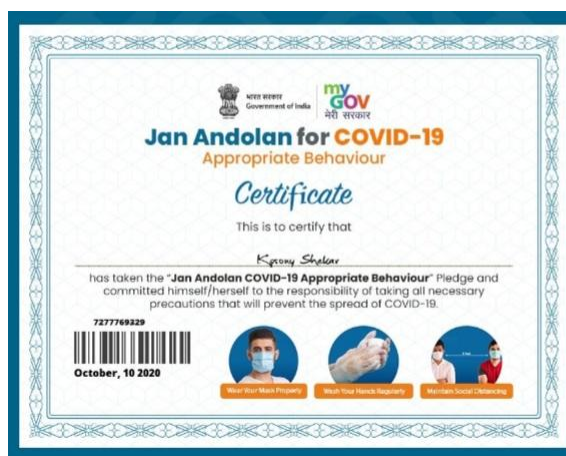 भारत सरकार
Government of India
my
GOV
मेरी सरकार
Jan Andolan for COVID-19
Appropriate Behaviour
Certificate
This is to certify that
Shekar
has taken the "Jan Andolan COVID-19 Appropriate Behaviour" Pledge and
committed himself/herself to the responsibility of taking all necessary
precautions that will prevent the spread of COVID-19.
7277769329
October, 10 2020
Wear Your Mask Properly
Wash Your Hands Regularly
Maintain Social Distancing